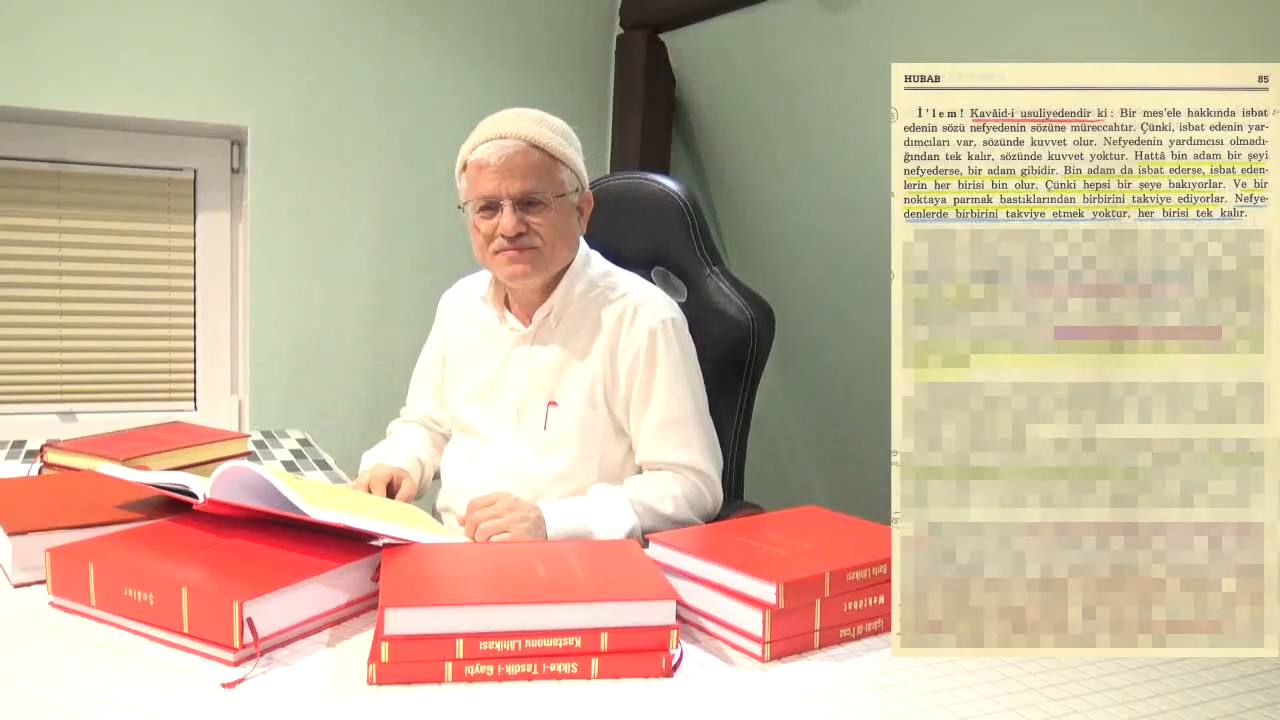 HUBAB 85
İ'lem! Kavâid-i usuliyedendir ki: Bir mes'ele hakkında isbat
edenin sözü nefyedenin sözüne müreccahtır. Çünki, isbat edenin yar-
dımcıları var, sözünde kuvvet olur. Nefyedenin yardımcısı olmadı-
ğından tek kalır, sözünde kuvvet yoktur. Hattâ bin adam bir şeyi
nefyederse, bir adam gibidir. Bin adam da isbat ederse, isbat eden-
lerin her birisi bin olur. Çünki hepsi bir şeye bakıyorlar. Ve bir
noktaya parmak bastıklarından birbirini takviye ediyorlar. Nefye-
denlerde birbirini takviye etmek yoktur, her birisi tek kalır.
Şuâlar
Kastamonu Lâhikası
Sikke-i Tasdik-i Gaybî
Barla Lâhikası
Mektûbat
İşârât-ül İ'caz